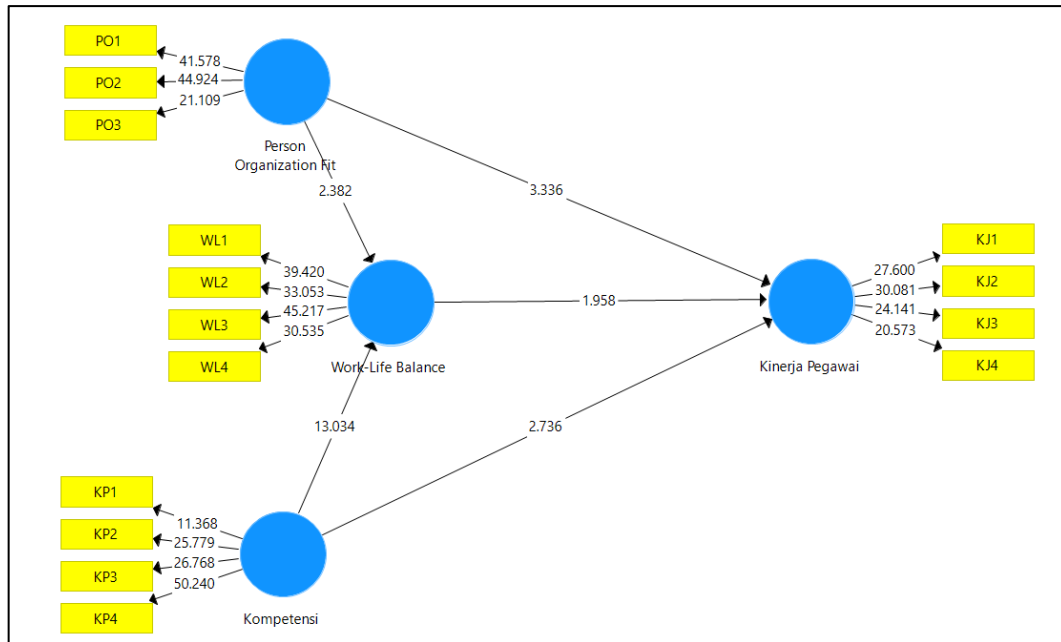 PO1
41.578
PO2
44.924
PO3
21.109
Person
Organization Fit
2.382
3.336
WL1
39.420
WL2
33.053
WL3
45.217
WL4
30.535
Work-Life Balance
1.958
KJ1
27.600
KJ2
30.081
KJ3
24.141
KJ4
20.573
Kinerja Pegawai
13.034
2.736
KP1
11.368
KP2
25.779
KP3
26.768
KP4
50.240
Kompetensi